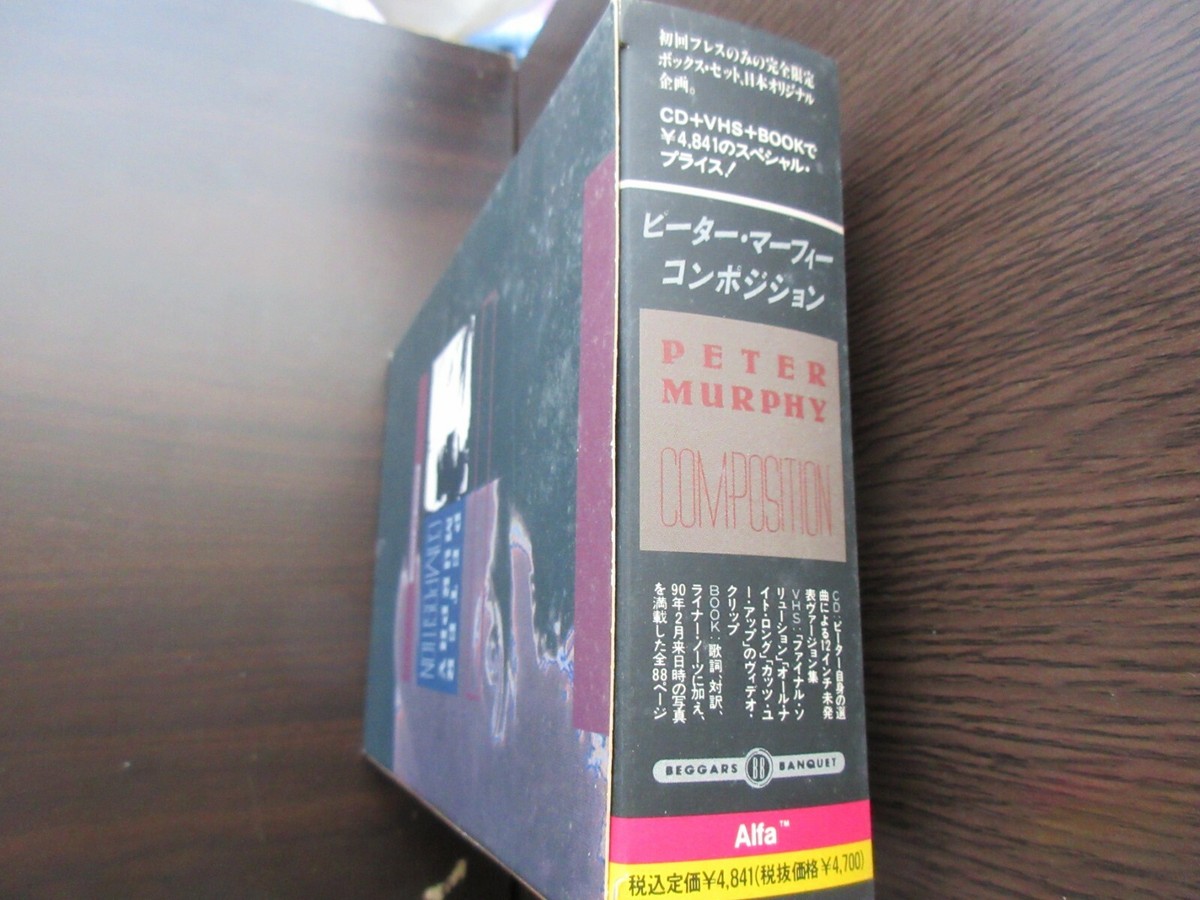 初回プレスのみの完全限定
ボックス・セット、日本オリジナル
企画。
CD+VHS+BOOKで
¥4,841のスペシャル・
プライス!
ピーター・マーフィー
コンポジション
PETER
MURPHY
COMPOSITION
CD:ピーター自身の選
曲による12インチ未発
表ヴァージョン集
VHS:「ファイナル・ソ
リューション」「オール・ナ
イト・ロング」「カッツ・ユ
ー・アップ」のヴィデオ・
クリップ
BOOK:歌詞、対訳、
ライナー・ノーツに加え、
90年2月来日時の写真
を満載した全88ページ
BEGGARS 88 BANQUET
Alfa™
税込定価¥4,841(税抜価格¥4,700)
COMPOSITION